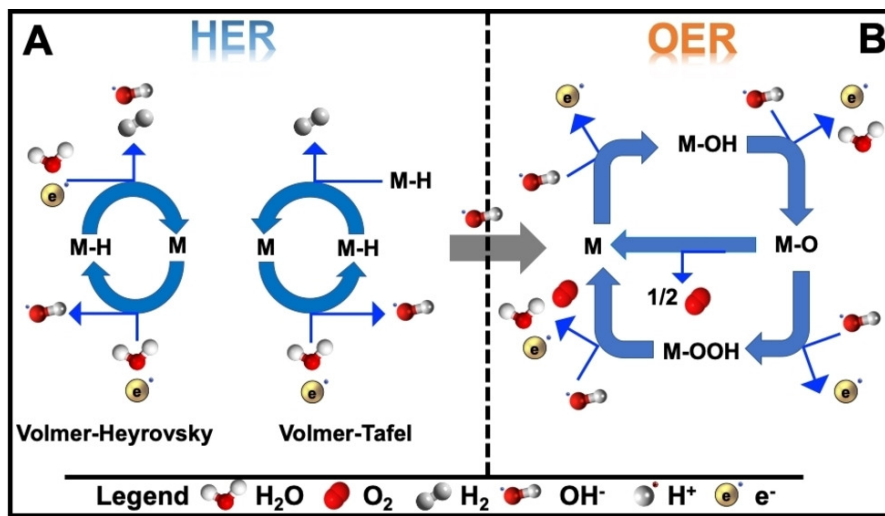 A HER OER B
e e
M-OH
M-H
e
M-H M M M-H M M-O
1/2
e M-OOH
e e e
Volmer-Heyrovsky Volmer-Tafel
Legend H₂O O₂ H₂ OH⁻ H⁺ e e⁻